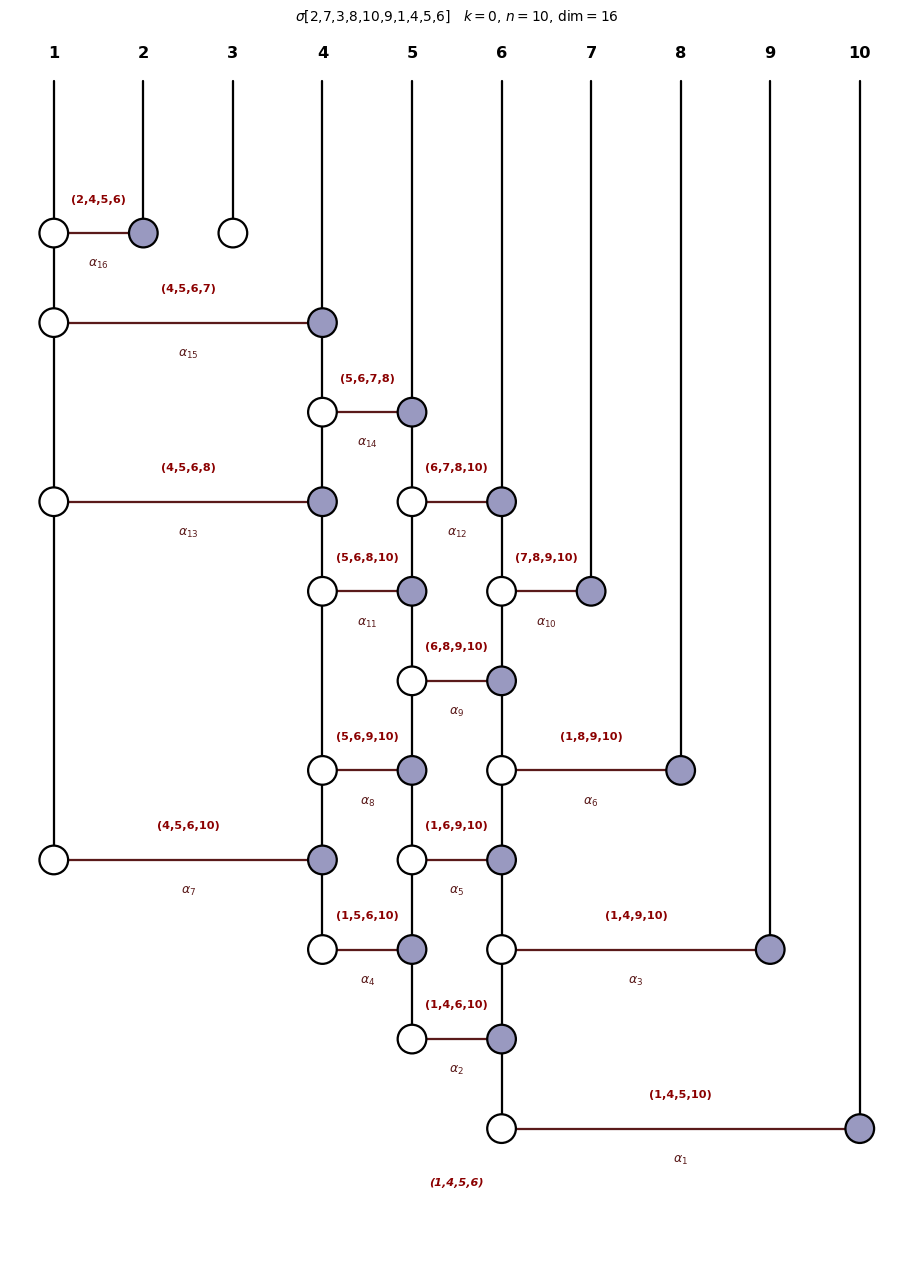 σ[2,7,3,8,10,9,1,4,5,6]   k = 0, n = 10, dim = 16
1 2 3 4 5 6 7 8 9 10
(2,4,5,6)
α₁₆
(4,5,6,7)
α₁₅
(5,6,7,8)
α₁₄
(4,5,6,8) (6,7,8,10)
α₁₃ α₁₂
(5,6,8,10) (7,8,9,10)
α₁₁ α₁₀
(6,8,9,10)
α₉
(5,6,9,10) (1,8,9,10)
α₈ α₆
(4,5,6,10) (1,6,9,10)
α₇ α₅
(1,5,6,10) (1,4,9,10)
α₄ α₃
(1,4,6,10)
α₂
(1,4,5,10)
α₁
(1,4,5,6)